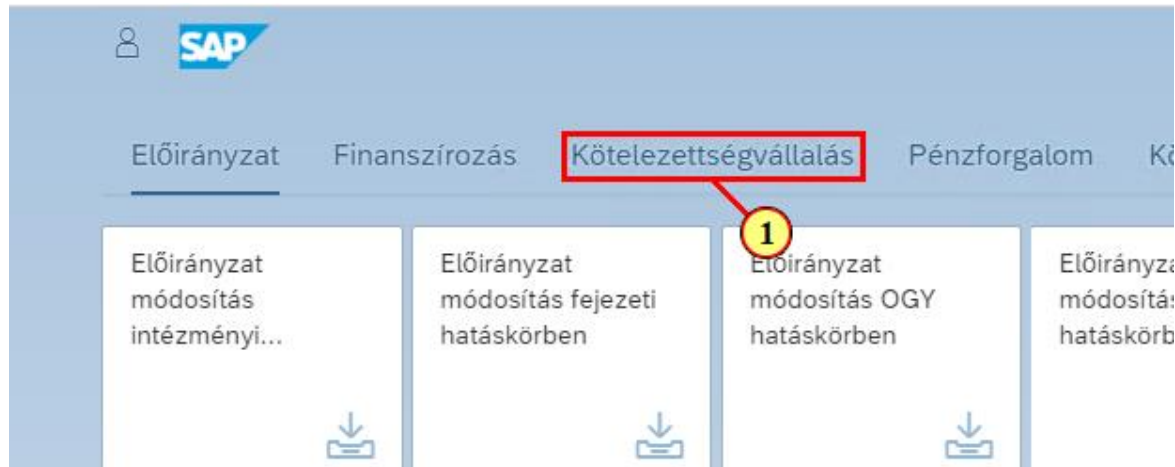 SAP
Előirányzat Finanszírozás Kötelezettségvállalás Pénzforgalom
1
Előirányzat
módosítás
intézményi...
Előirányzat
módosítás fejezeti
hatáskörben
Előirányzat
módosítás OGY
hatáskörben